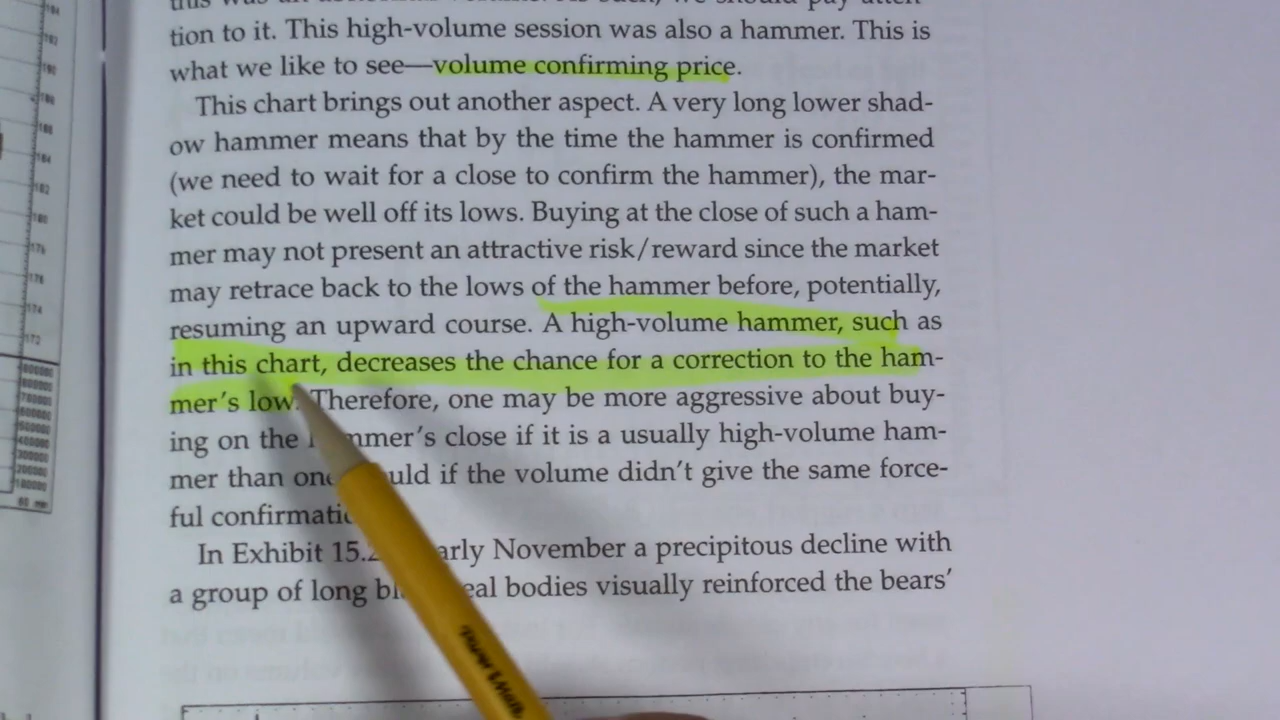 tion to it. This high-volume session was also a hammer. This is
what we like to see—volume confirming price.
This chart brings out another aspect. A very long lower shad-
ow hammer means that by the time the hammer is confirmed
(we need to wait for a close to confirm the hammer), the mar-
ket could be well off its lows. Buying at the close of such a ham-
mer may not present an attractive risk/reward since the market
may retrace back to the lows of the hammer before, potentially,
resuming an upward course. A high-volume hammer, such as
in this chart, decreases the chance for a correction to the ham-
mer's low. Therefore, one may be more aggressive about buy-
ing on the mmer's close if it is a usually high-volume ham-
mer than one uld if the volume didn't give the same force-
ful confirmatio
In Exhibit 15.2 arly November a precipitous decline with
a group of long bl eal bodies visually reinforced the bears'